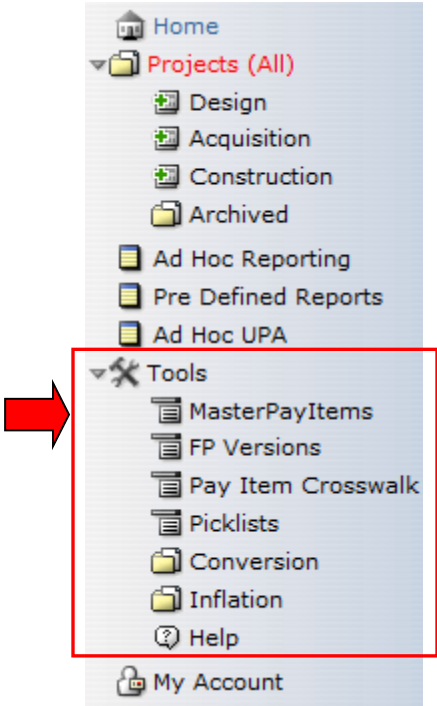 Home
Projects (All)
Design
Acquisition
Construction
Archived
Ad Hoc Reporting
Pre Defined Reports
Ad Hoc UPA
Tools
MasterPayItems
FP Versions
Pay Item Crosswalk
Picklists
Conversion
Inflation
Help
My Account